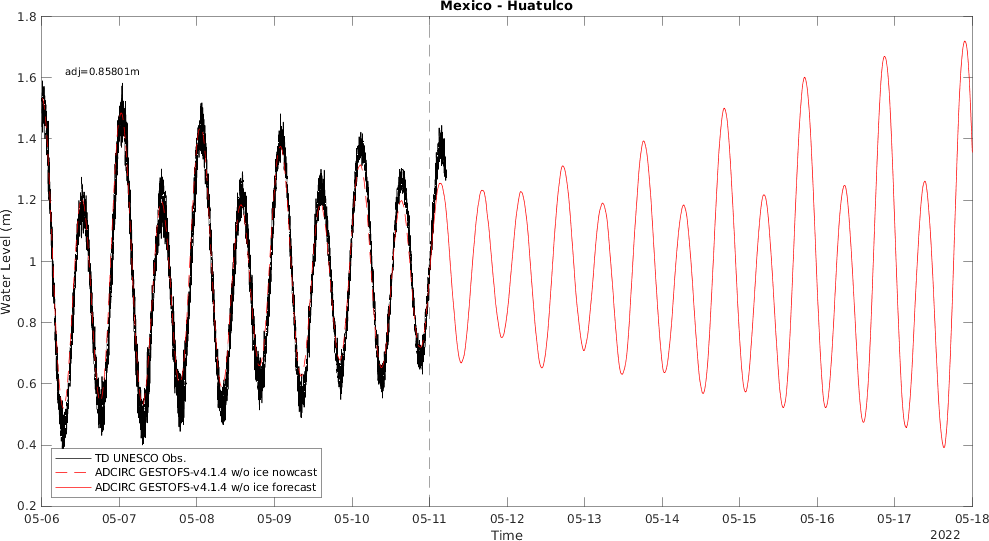 Mexico - Huatulco
1.8
1.6
1.4
1.2
1
0.8
0.6
0.4
0.2
Water Level (m)
adj=0.85801m
TD UNESCO Obs.
ADCIRC GESTOFS-v4.1.4 w/o ice nowcast
ADCIRC GESTOFS-v4.1.4 w/o ice forecast
05-06 05-07 05-08 05-09 05-10 05-11 05-12 05-13 05-14 05-15 05-16 05-17 05-18
Time
2022